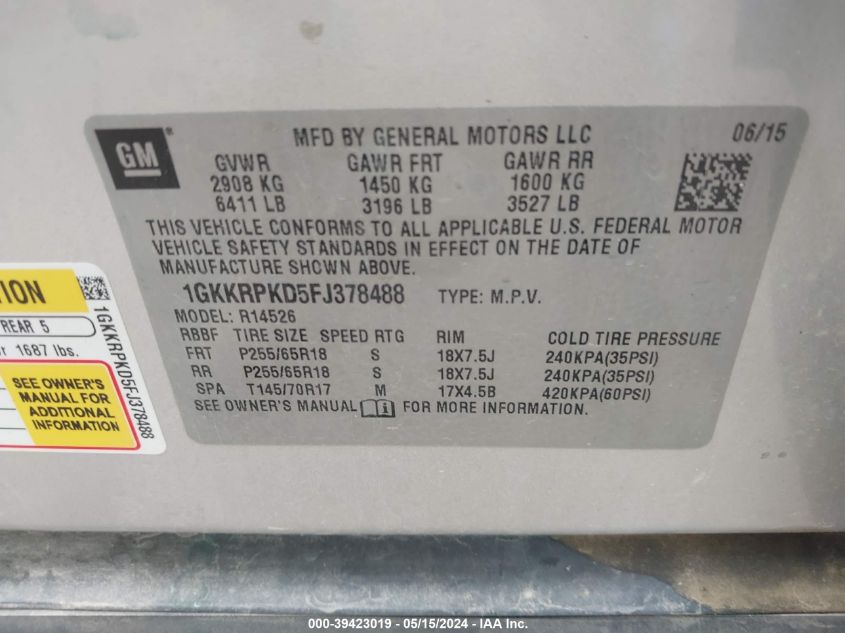 GM
MFD BY GENERAL MOTORS LLC 06/15
GVWR GAWR FRT GAWR RR
2908 KG 1450 KG 1600 KG
6411 LB 3196 LB 3527 LB
THIS VEHICLE CONFORMS TO ALL APPLICABLE U.S. FEDERAL MOTOR
VEHICLE SAFETY STANDARDS IN EFFECT ON THE DATE OF
MANUFACTURE SHOWN ABOVE.
1GKKRPKD5FJ378488 TYPE: M.P.V.
MODEL: R14526
RBBF TIRE SIZE SPEED RTG RIM COLD TIRE PRESSURE
FRT P255/65R18 S 18X7.5J 240KPA(35PSI)
RR P255/65R18 S 18X7.5J 240KPA(35PSI)
SPA T145/70R17 M 17X4.5B 420KPA(60PSI)
SEE OWNER'S MANUAL FOR MORE INFORMATION.
REAR 5
1687 lbs.
SEE OWNER'S
MANUAL FOR
ADDITIONAL
INFORMATION
1GKKRPKD5FJ378488
000-39423019 - 05/15/2024 - IAA Inc.